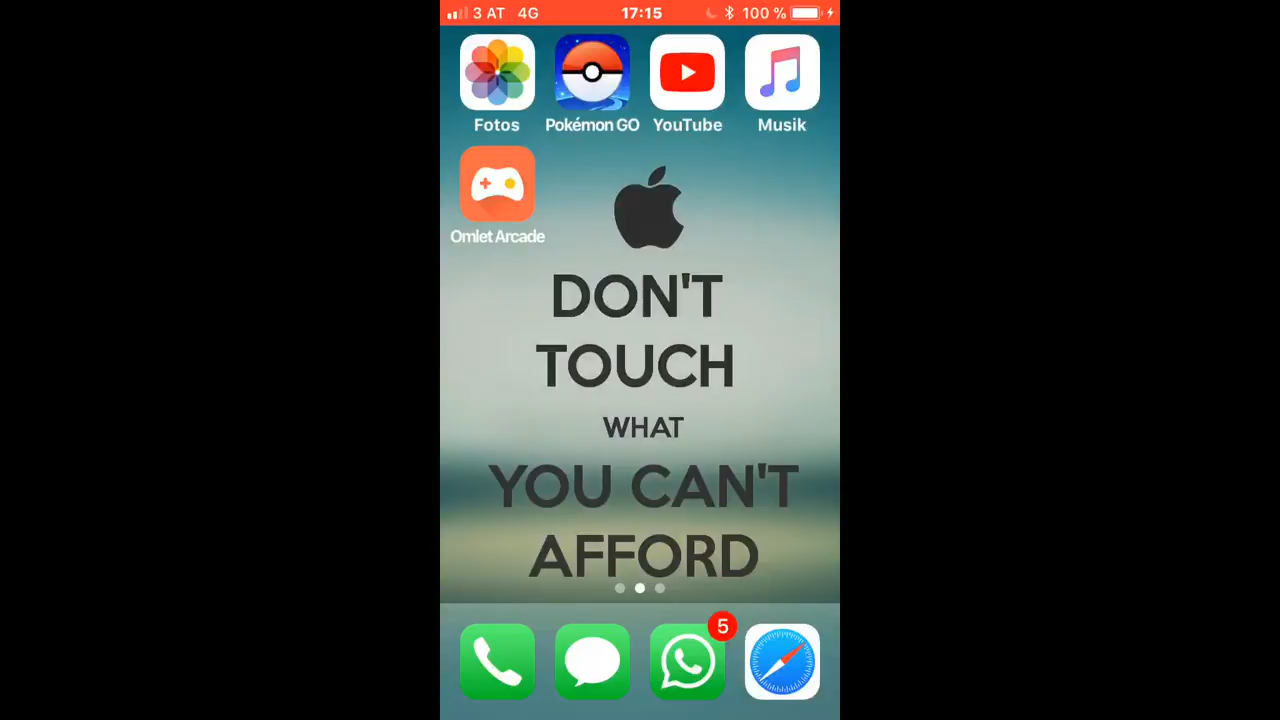 3 AT 4G 17:15 100 %
Fotos Pokémon GO YouTube Musik
Omlet Arcade
DON'T
TOUCH
WHAT
YOU CAN'T
AFFORD
5